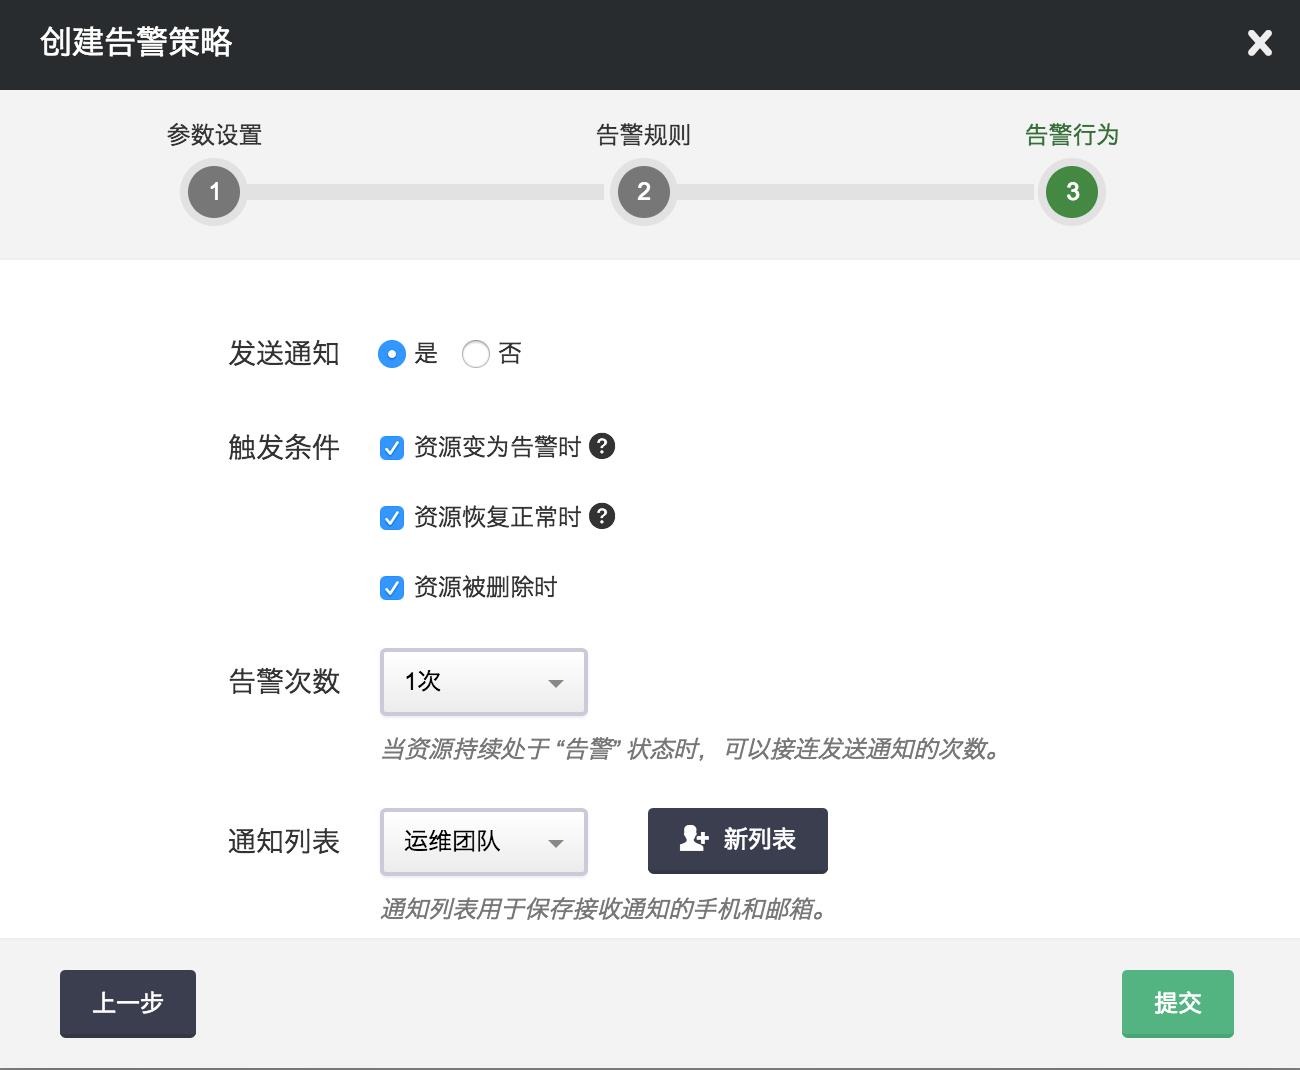 创建告警策略
参数设置 告警规则 告警行为
1 2 3
发送通知 是 否
触发条件 资源变为告警时 ?
资源恢复正常时 ?
资源被删除时
告警次数 1次
当资源持续处于 “告警” 状态时，可以接连发送通知的次数。
通知列表 运维团队 新列表
通知列表用于保存接收通知的手机和邮箱。
上一步 提交